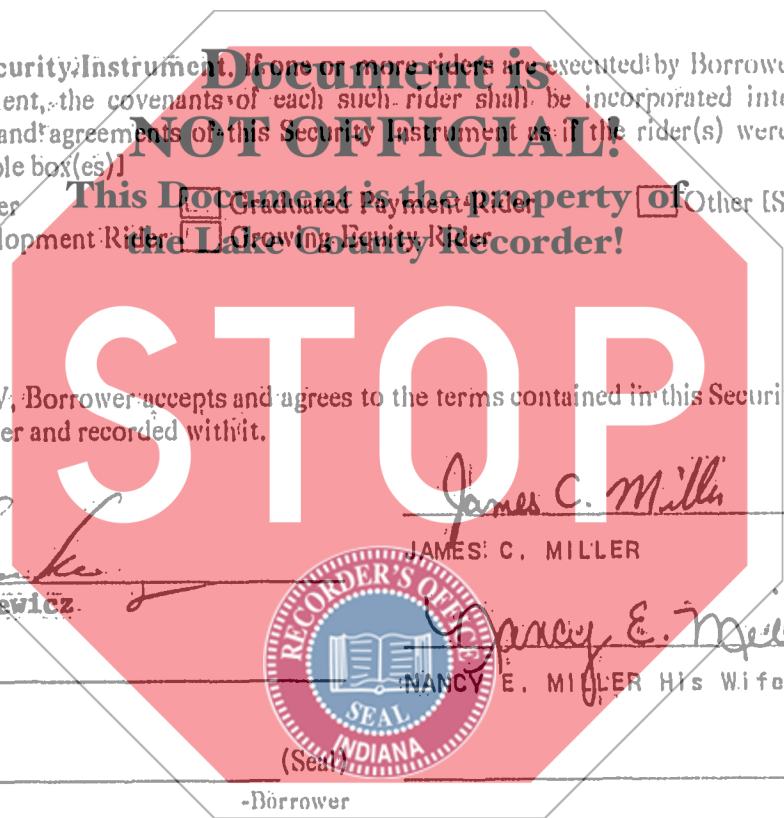 Document is
NOT OFFICIAL!
This Document is the property of
the Lake County Recorder!
STOP
Security Instrument. If one or more riders are executed by Borrowe
ent, the covenants of each such rider shall be incorporated int
and agreements of this Security Instrument as if the rider(s) were
ble box(es)]
er Graduated Payment Rider Other [S
lopment Rider Growing Equity Rider
, Borrower accepts and agrees to the terms contained in this Securi
er and recorded with it.
James C. Miller
JAMES C. MILLER
ewicz
Nancy E.
NANCY E. MILLER His Wife
RECORDER'S OFFICE
SEAL
INDIANA
(Seal)
-Borrower